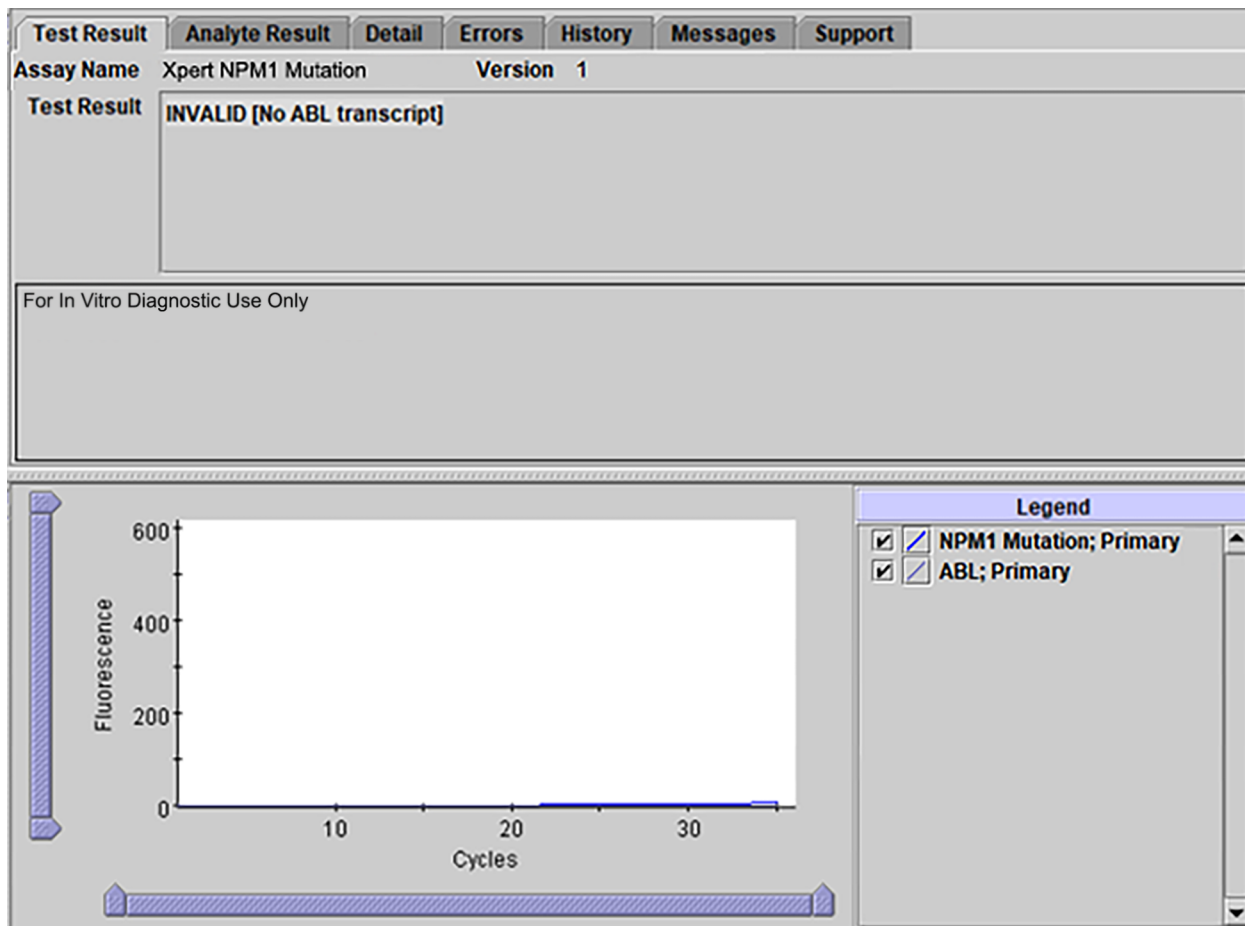 Test Result Analyte Result Detail Errors History Messages Support
Assay Name Xpert NPM1 Mutation Version 1
Test Result INVALID [No ABL transcript]
For In Vitro Diagnostic Use Only
Legend
NPM1 Mutation; Primary
ABL; Primary
600
400
200
0
Fluorescence
10 20 30
Cycles